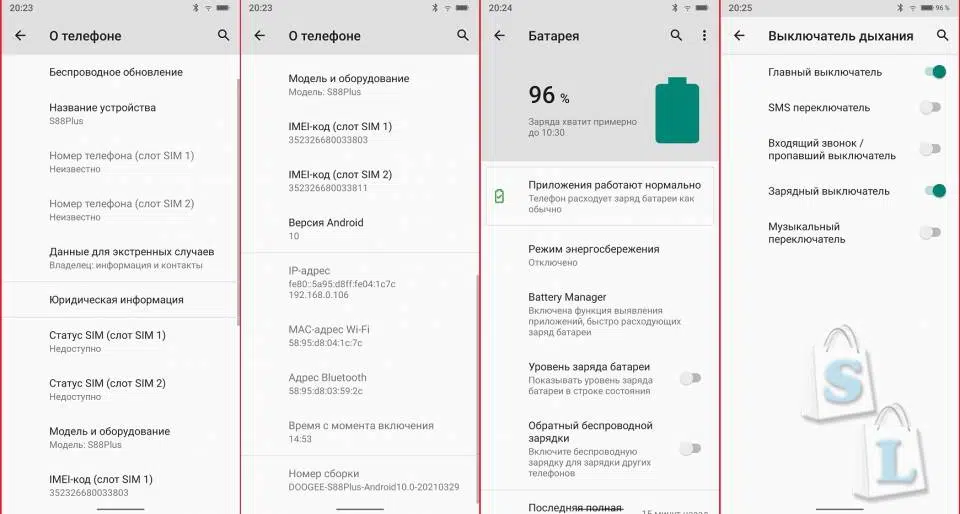 20:23
О телефоне
Беспроводное обновление
Название устройства
S88Plus
Номер телефона (слот SIM 1)
Неизвестно
Номер телефона (слот SIM 2)
Неизвестно
Данные для экстренных случаев
Владелец: информация и контакты
Юридическая информация
Статус SIM (слот SIM 1)
Недоступно
Статус SIM (слот SIM 2)
Недоступно
Модель и оборудование
Модель: S88Plus
IMEI-код (слот SIM 1)
352326680033803
20:23
О телефоне
Модель и оборудование
Модель: S88Plus
IMEI-код (слот SIM 1)
352326680033803
IMEI-код (слот SIM 2)
352326680033811
Версия Android
10
IP-адрес
fe80::5a95:d8ff:fe04:1c7c
192.168.0.106
MAC-адрес Wi-Fi
58:95:d8:04:1c:7c
Адрес Bluetooth
58:95:d8:03:59:2c
Время с момента включения
14:53
Номер сборки
DOOGEE-S88Plus-Android10.0-20210329
20:24
Батарея
96 %
Заряда хватит примерно
до 10:30
Приложения работают нормально
Телефон расходует заряд батареи как
обычно
Режим энергосбережения
Отключено
Battery Manager
Включена функция выявления
приложений, быстро расходующих
заряд батареи
Уровень заряда батареи
Показывать уровень заряда
батареи в строке состояния
Обратный беспроводной
зарядки
Включите беспроводную
зарядку для зарядки других
телефонов
Последняя полная
15 минут назад
20:25
96 %
Выключатель дыхания
Главный выключатель
SMS переключатель
Входящий звонок /
пропавший выключатель
Зарядный выключатель
Музыкальный
переключатель
S
L